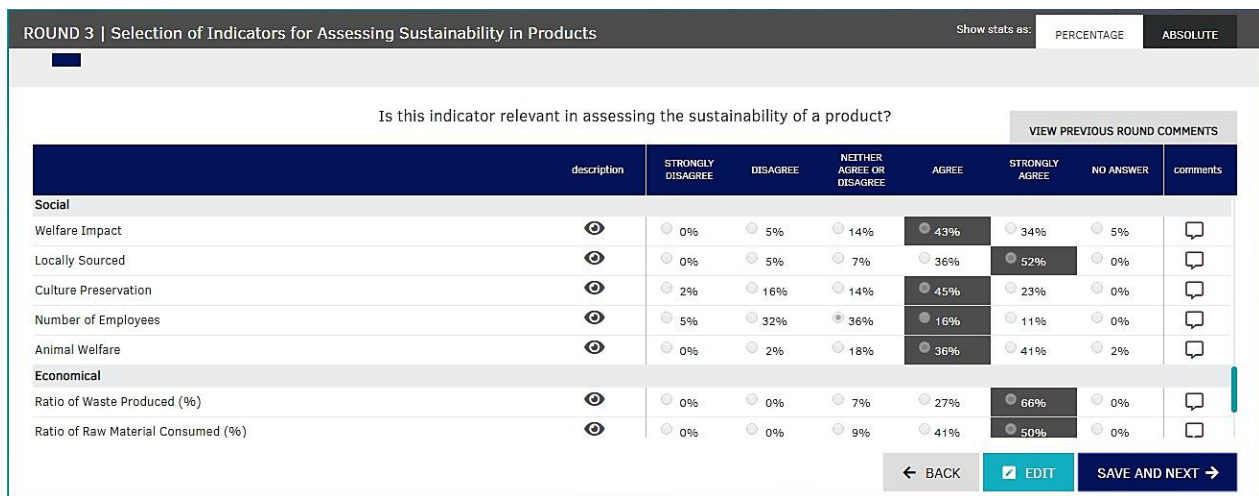 ROUND 3 | Selection of Indicators for Assessing Sustainability in Products
Show stats as: PERCENTAGE ABSOLUTE
Is this indicator relevant in assessing the sustainability of a product?
VIEW PREVIOUS ROUND COMMENTS
description STRONGLY DISAGREE DISAGREE NEITHER AGREE OR DISAGREE AGREE STRONGLY AGREE NO ANSWER comments
Social
Welfare Impact 0% 5% 14% 43% 34% 5%
Locally Sourced 0% 5% 7% 36% 52% 0%
Culture Preservation 2% 16% 14% 45% 23% 0%
Number of Employees 5% 32% 36% 16% 11% 0%
Animal Welfare 0% 2% 18% 36% 41% 2%
Economical
Ratio of Waste Produced (%) 0% 0% 7% 27% 66% 0%
Ratio of Raw Material Consumed (%) 0% 0% 9% 41% 50% 0%
BACK EDIT SAVE AND NEXT